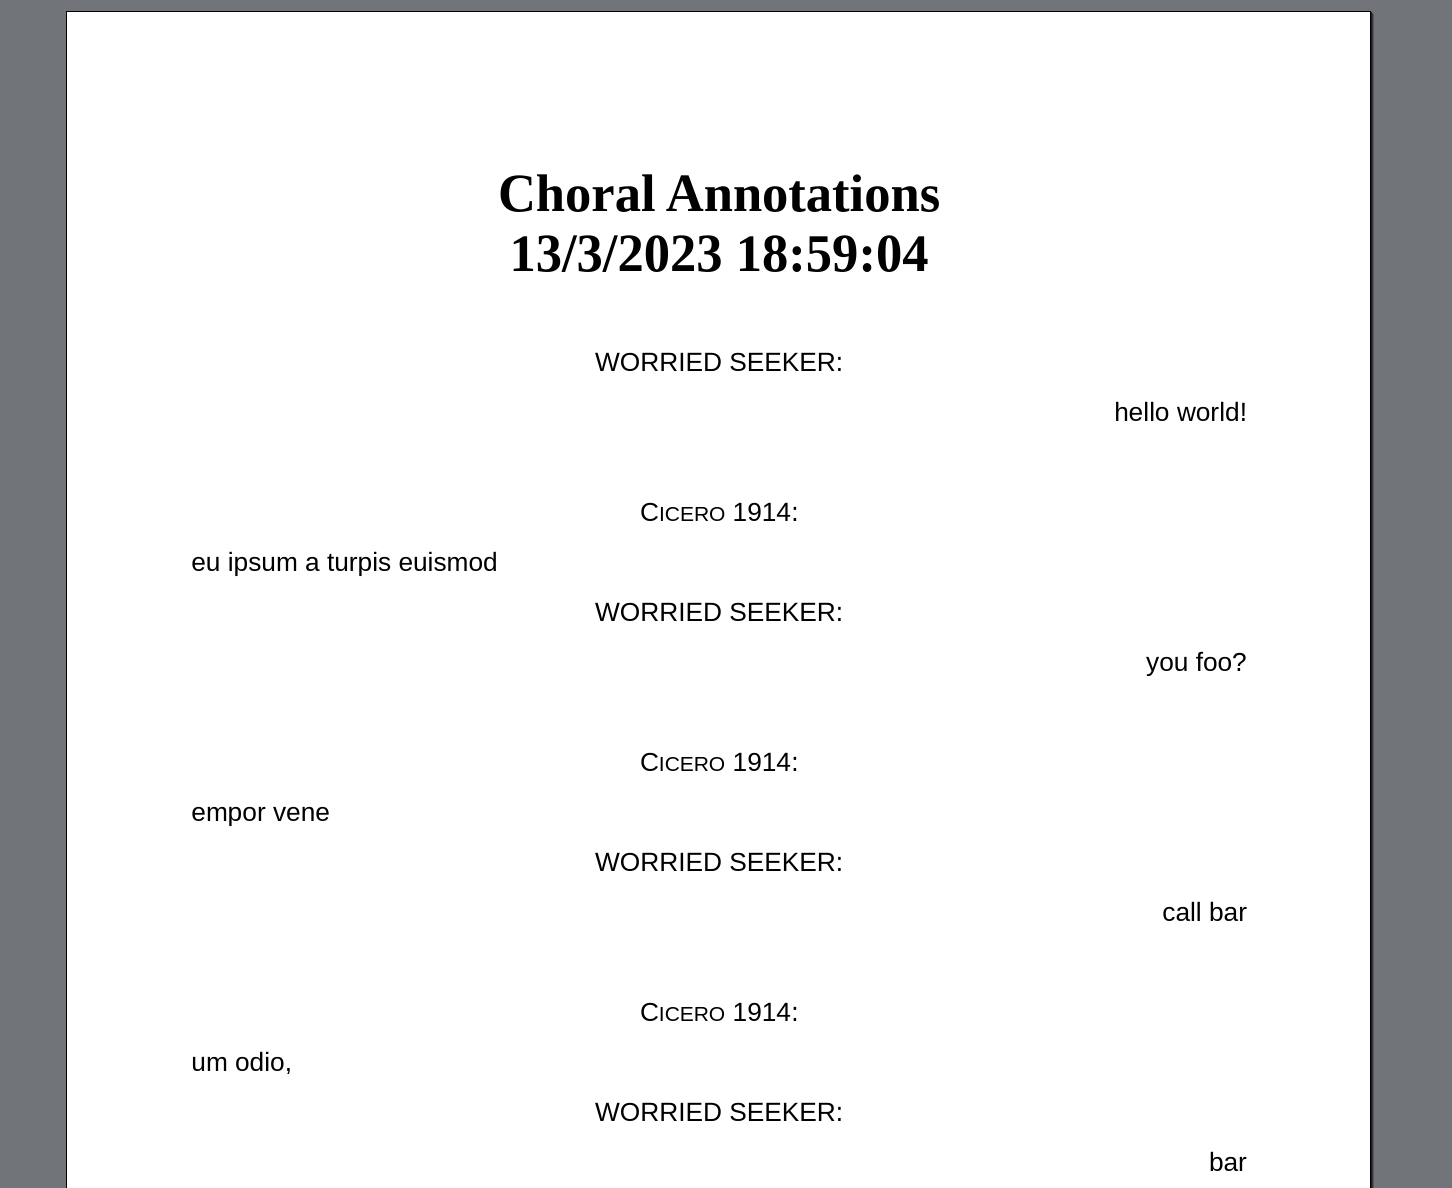 Choral Annotations
13/3/2023 18:59:04
WORRIED SEEKER:
hello world!
CICERO 1914:
eu ipsum a turpis euismod
WORRIED SEEKER:
you foo?
CICERO 1914:
empor vene
WORRIED SEEKER:
call bar
CICERO 1914:
um odio,
WORRIED SEEKER:
bar